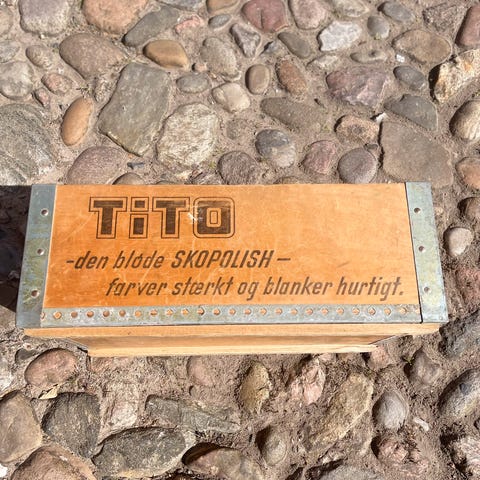 TiTO
-den bløde SKOPOLISH-
farver stærkt og blanker hurtigt.